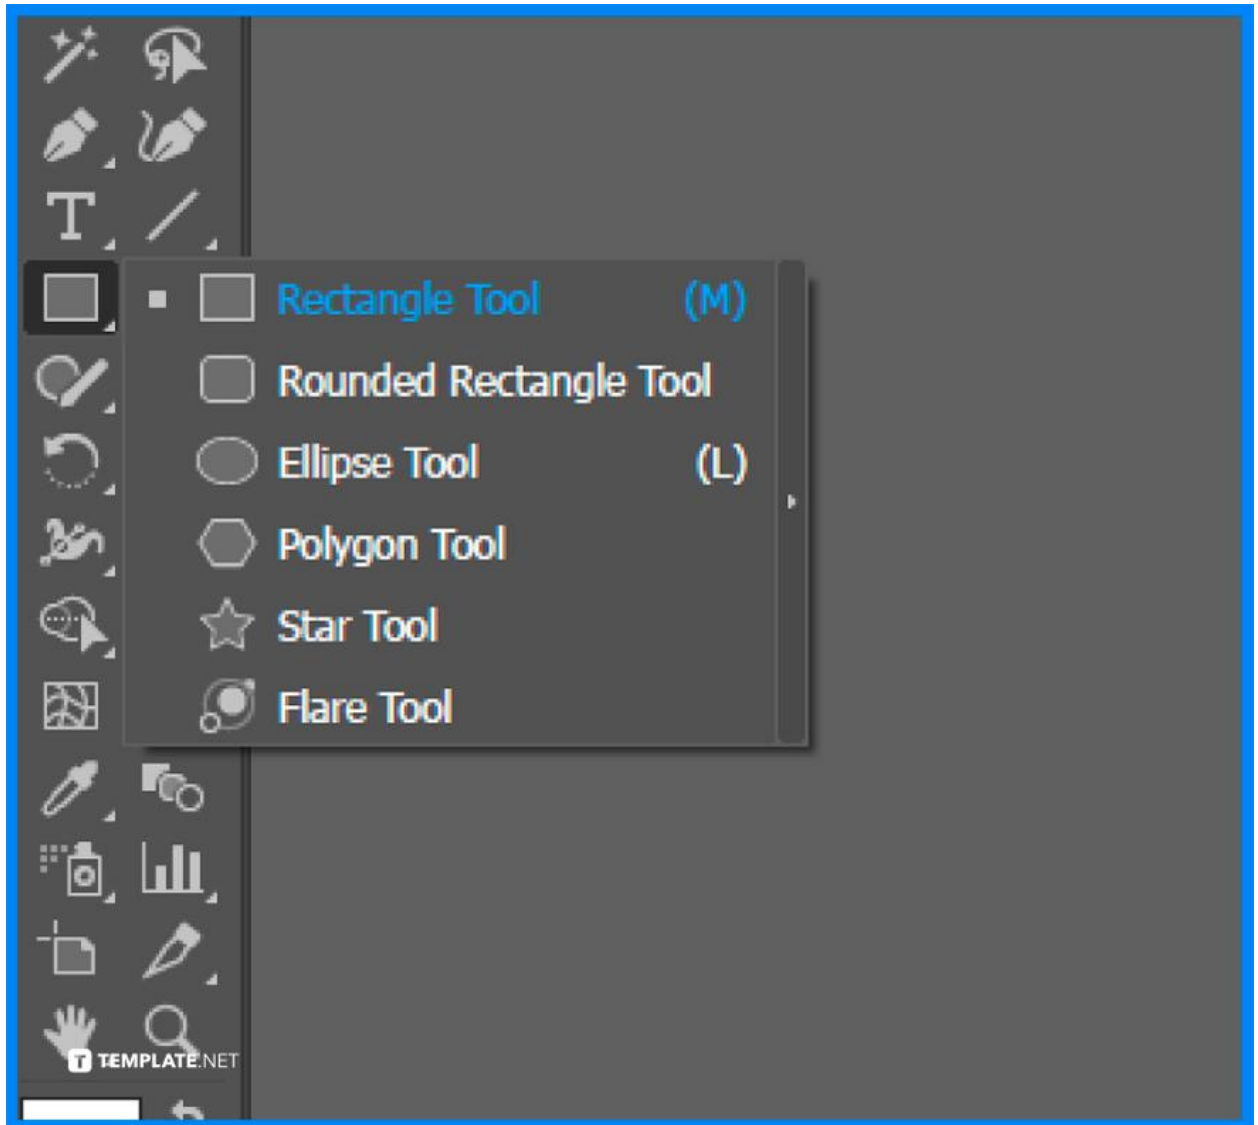 Rectangle Tool (M)
Rounded Rectangle Tool
Ellipse Tool (L)
Polygon Tool
Star Tool
Flare Tool
T TEMPLATE.NET